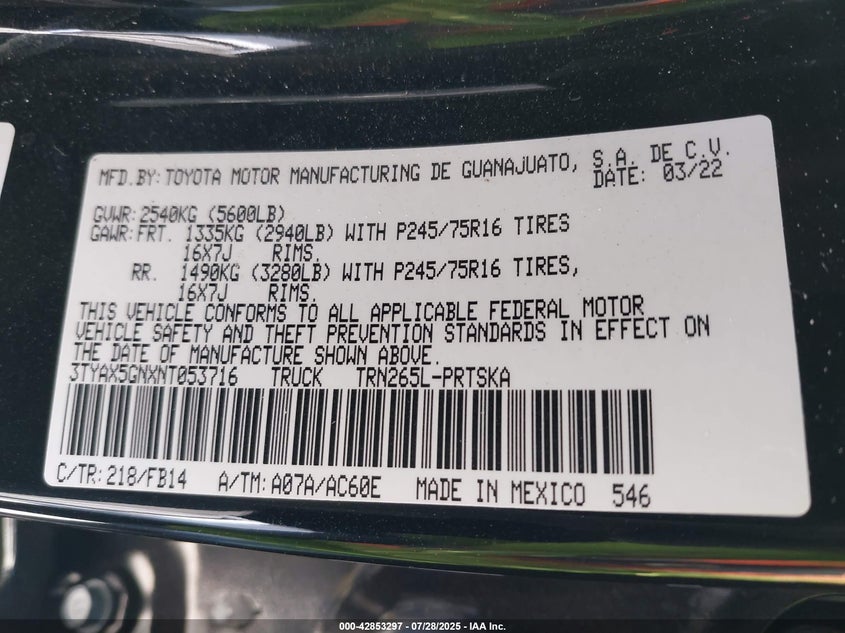 MFD.BY: TOYOTA MOTOR MANUFACTURING DE GUANAJUATO, S.A. DE C.V.
DATE: 03/22
GVWR: 2540KG (5600LB)
GAWR: FRT. 1335KG (2940LB) WITH P245/75R16 TIRES
16X7J RIMS.
RR. 1490KG (3280LB) WITH P245/75R16 TIRES,
16X7J RIMS.
THIS VEHICLE CONFORMS TO ALL APPLICABLE FEDERAL MOTOR
VEHICLE SAFETY AND THEFT PREVENTION STANDARDS IN EFFECT ON
THE DATE OF MANUFACTURE SHOWN ABOVE.
3TYAX5GNXNT053716 TRUCK TRN265L-PRTSKA
C/TR: 218/FB14 A/TM: A07A/AC60E MADE IN MEXICO 546
000-42853297 - 07/28/2025 - IAA Inc.